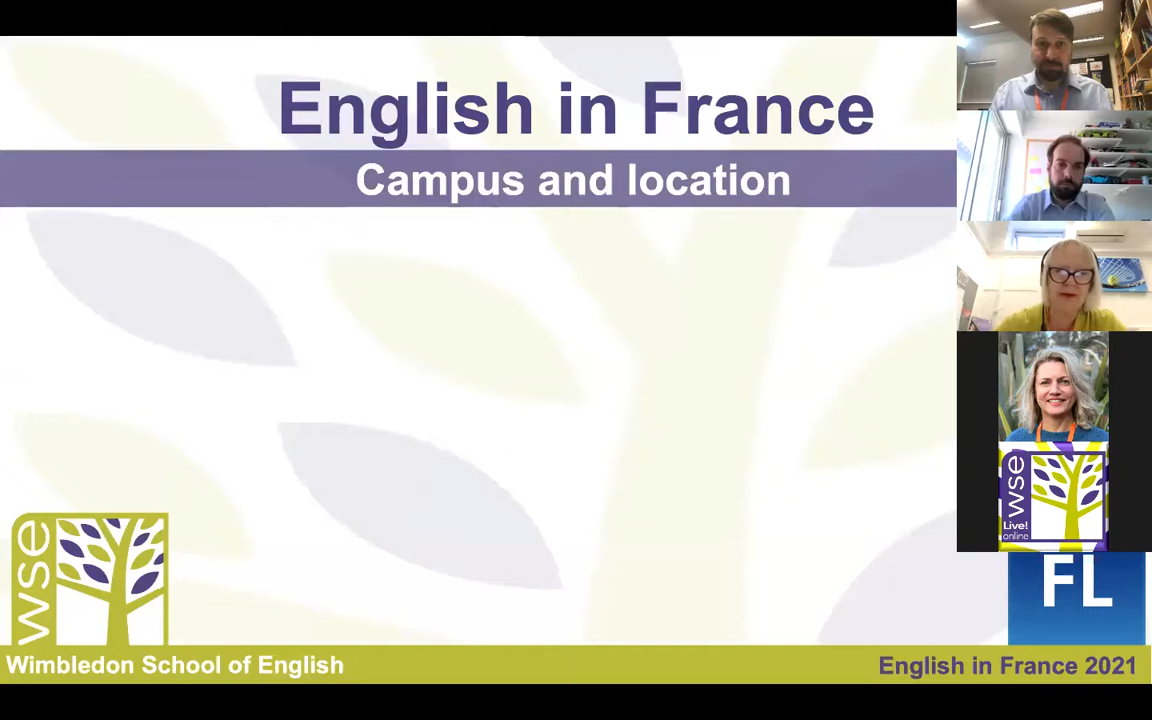 English in France
Campus and location
wse
Live!
online
wse
FL
Wimbledon School of English
English in France 2021